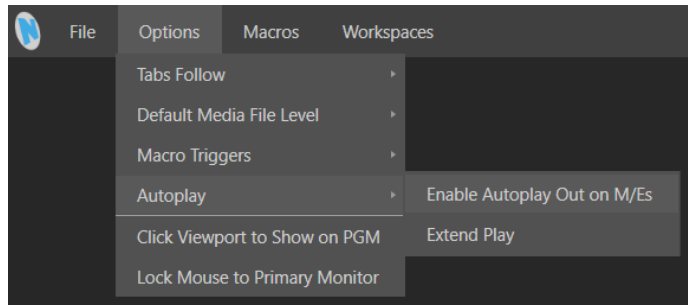 N File Options Macros Workspaces
Tabs Follow
Default Media File Level
Macro Triggers
Autoplay Enable Autoplay Out on M/Es
Click Viewport to Show on PGM Extend Play
Lock Mouse to Primary Monitor